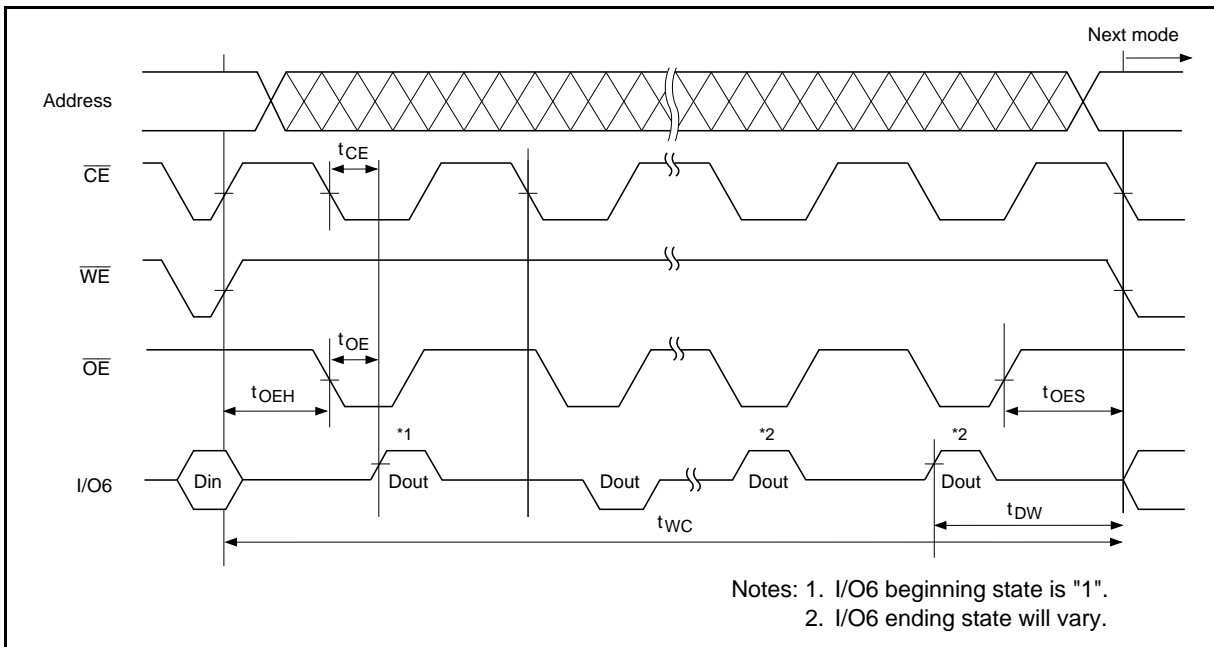 Next mode
Address
tCE
CE
WE
tOE
OE
tOEH
tOES
*1
*2
*2
I/O6
Din
Dout
Dout
Dout
Dout
tWC
tDW
Notes: 1. I/O6 beginning state is "1".
2. I/O6 ending state will vary.